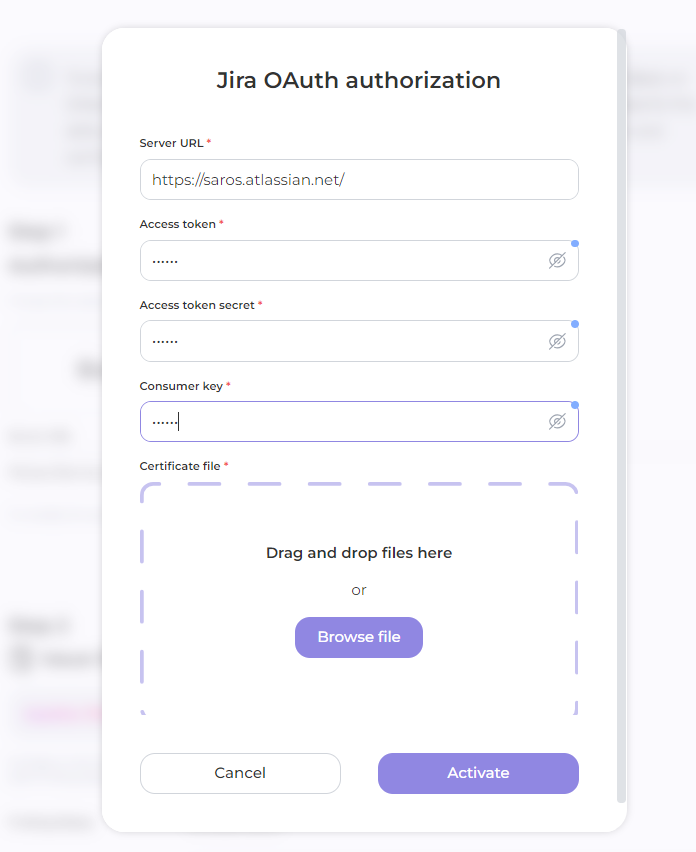 Jira OAuth authorization
Server URL *
https://saros.atlassian.net/
Access token *
••••••
Access token secret *
••••••
Consumer key *
••••••
Certificate file *
Drag and drop files here
or
Browse file
Cancel
Activate